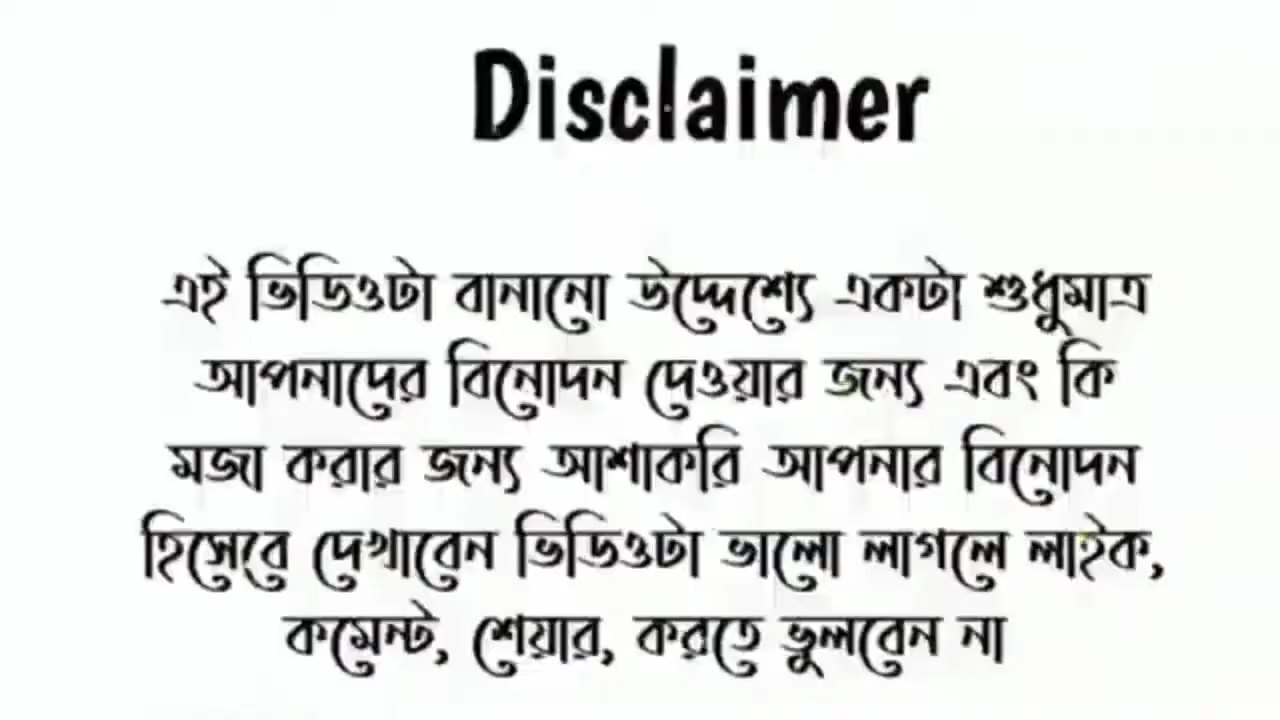 Disclaimer
এই ভিডিওটা বানানো উদ্দেশ্যে একটা শুধুমাত্র
আপনাদের বিনোদন দেওয়ার জন্য এবং কি
মজা করার জন্য আশাকরি আপনার বিনোদন
হিসেবে দেখাবেন ভিডিওটা ভালো লাগলে লাইক,
কমেন্ট, শেয়ার, করতে ভুলবেন না